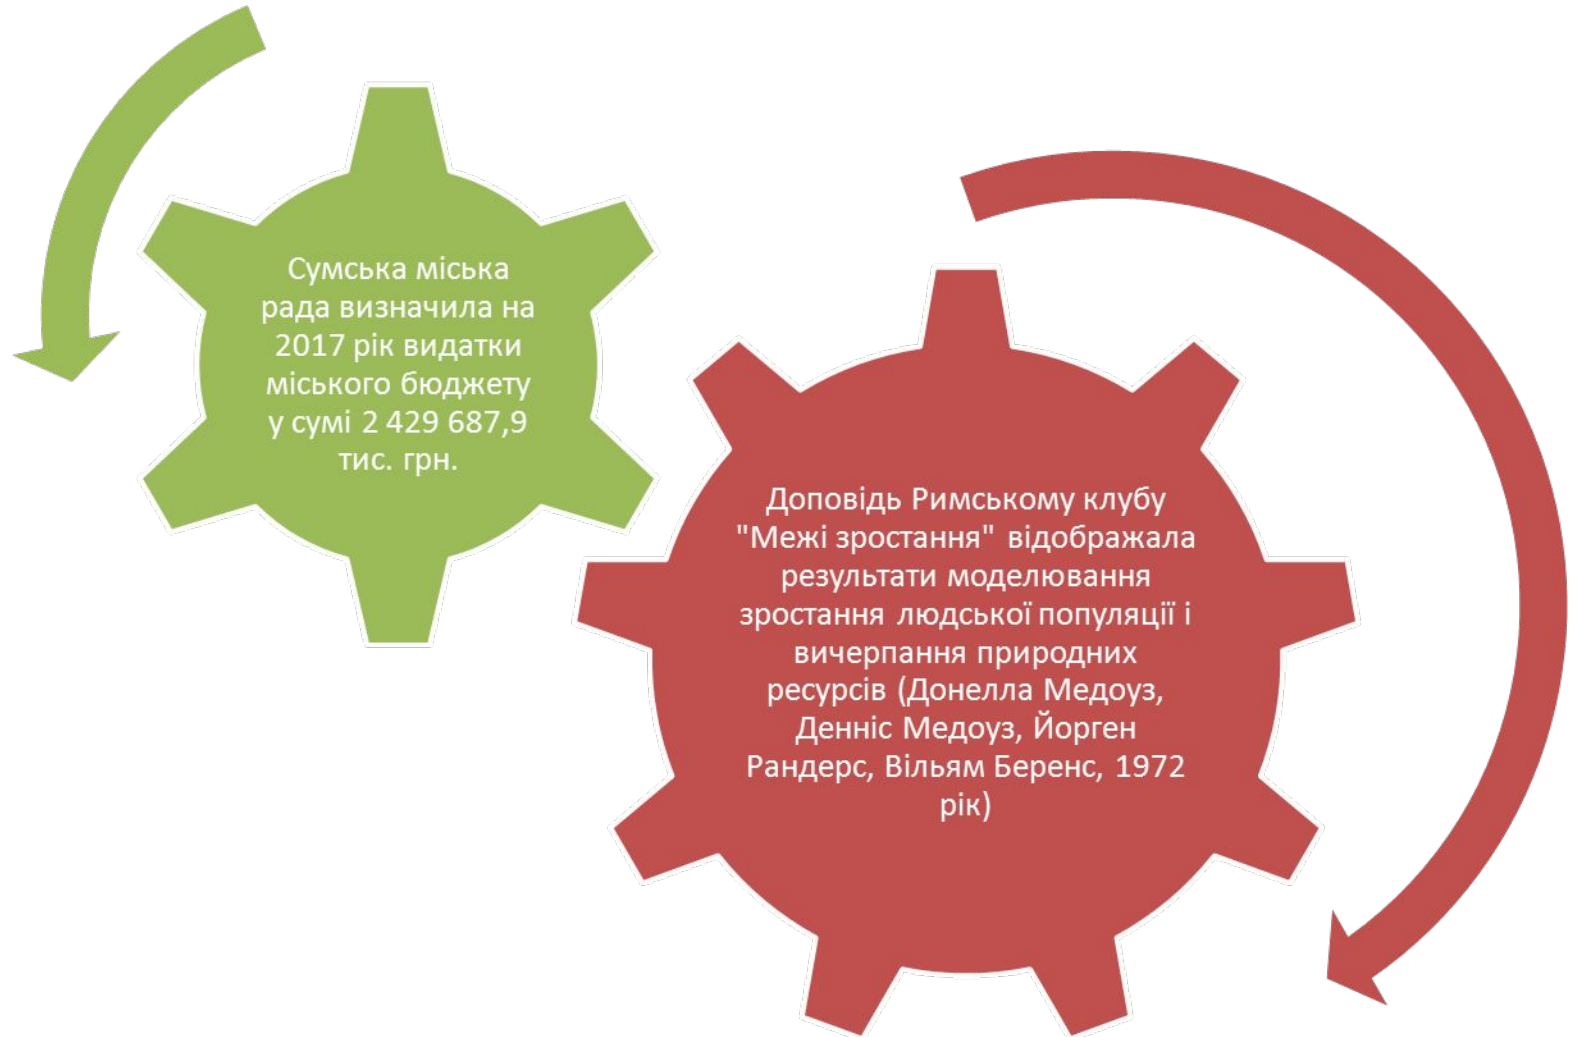 Сумська міська
рада визначила на
2017 рік видатки
міського бюджету
у сумі 2 429 687,9
тис. грн.
Доповідь Римському клубу
"Межі зростання" відображала
результати моделювання
зростання людської популяції і
вичерпання природних
ресурсів (Донелла Медоуз,
Денніс Медоуз, Йорген
Рандерс, Вільям Беренс, 1972
рік)